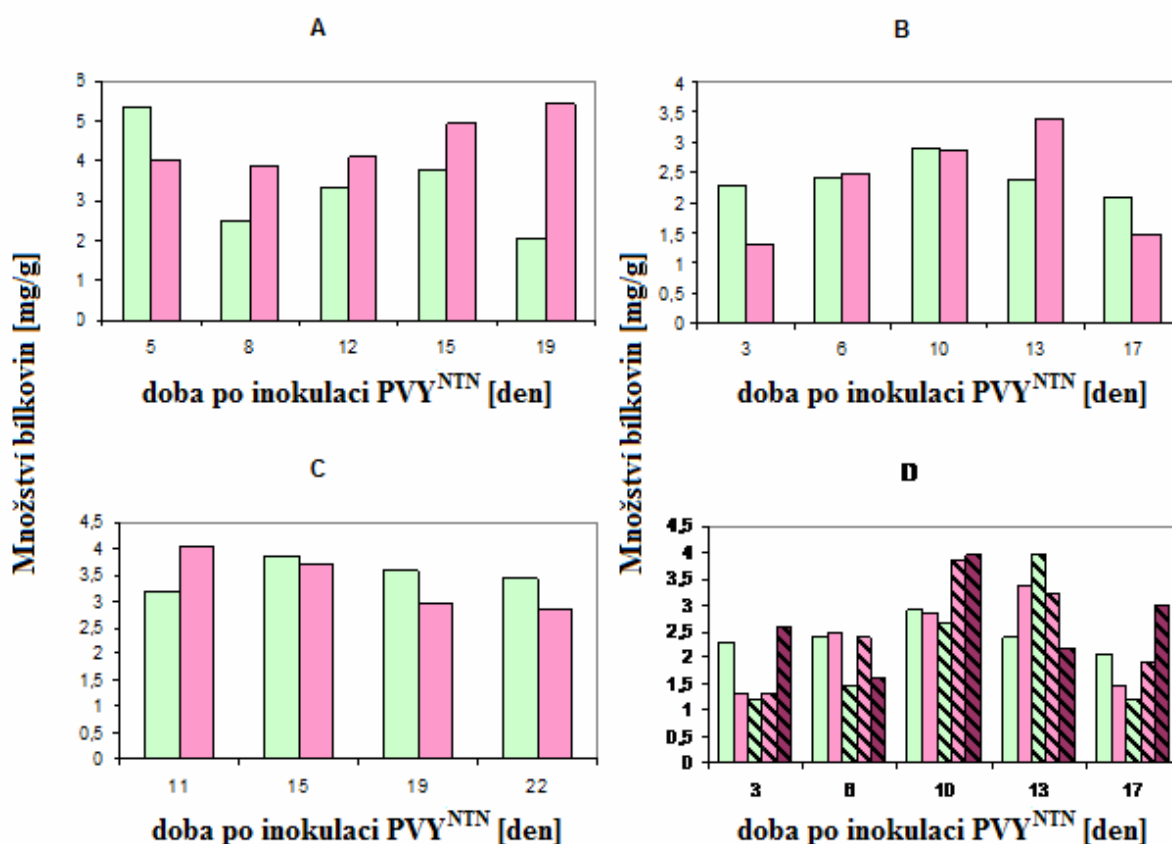 A
6
5
4
3
2
1
0
5 8 12 15 19
doba po inokulaci PVY^NTN [den]
B
4
3,5
3
2,5
2
1,5
1
0,5
0
3 6 10 13 17
doba po inokulaci PVY^NTN [den]
Množství bílkovin [mg/g]
Množství bílkovin [mg/g]
C
4,5
4
3,5
3
2,5
2
1,5
1
0,5
0
11 15 19 22
doba po inokulaci PVY^NTN [den]
D
4,5
4
3,5
3
2,5
2
1,5
1
0,5
0
3 6 10 13 17
doba po inokulaci PVY^NTN [den]